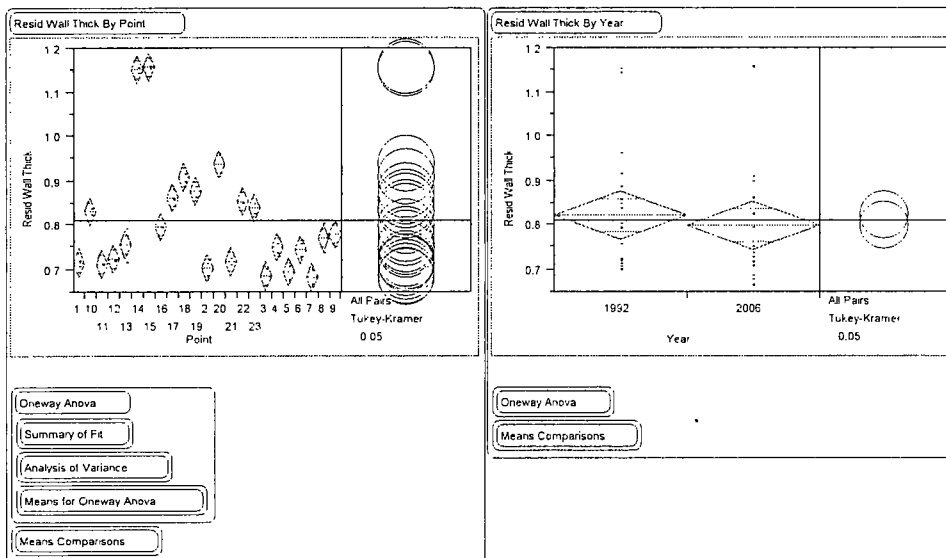 Resid Wall Thick By Point
1.2
1.1
1.0
0.9
0.8
0.7
Resid Wall Thick
1 10 12 14 16 18 2 20 22 3 4 5 6 7 8 9
11 13 15 17 19 21 23
Point
All Pairs
Tukey-Kramer
0.05
Oneway Anova
Summary of Fit
Analysis of Variance
Means for Oneway Anova
Means Comparisons
Resid Wall Thick By Year
1.2
1.1
1.0
0.9
0.8
0.7
Resid Wall Thick
1992 2006
Year
All Pairs
Tukey-Kramer
0.05
Oneway Anova
Means Comparisons